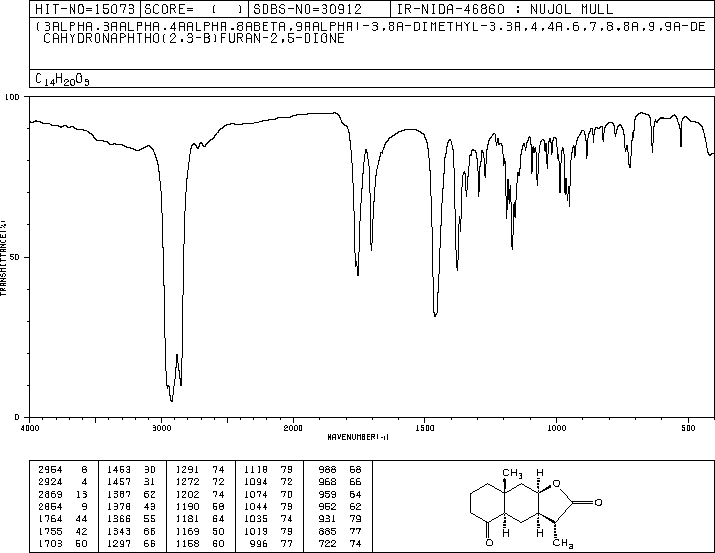 HIT-NO=15073 SCORE= ( ) SDBS-NO=30912 IR-NIDA-46860 : NUJOL MULL
(3ALPHA,3AALPHA,4AALPHA,8ABETA,9AALPHA)-3,8A-DIMETHYL-3,3A,4,4A,6,7,8,8A,9,9A-DE
CAHYDRONAPHTHO(2,3-B)FURAN-2,5-DIONE
C14H20O3
100
50
0
TRANSMITTANCE(%)
4000 3000 2000 1500 1000 500
WAVENUMBER(-1)
2954 8 1463 30 1291 74 1118 79 988 68
2924 4 1457 31 1272 72 1094 72 968 66
2869 13 1387 62 1202 74 1074 70 959 64
2854 9 1378 43 1190 60 1044 79 952 62
1764 44 1366 55 1181 64 1035 74 931 79
1755 42 1343 66 1169 50 1019 79 885 77
1703 50 1297 66 1158 60 996 77 722 74
CH3 H
O
O
H H
O CH3